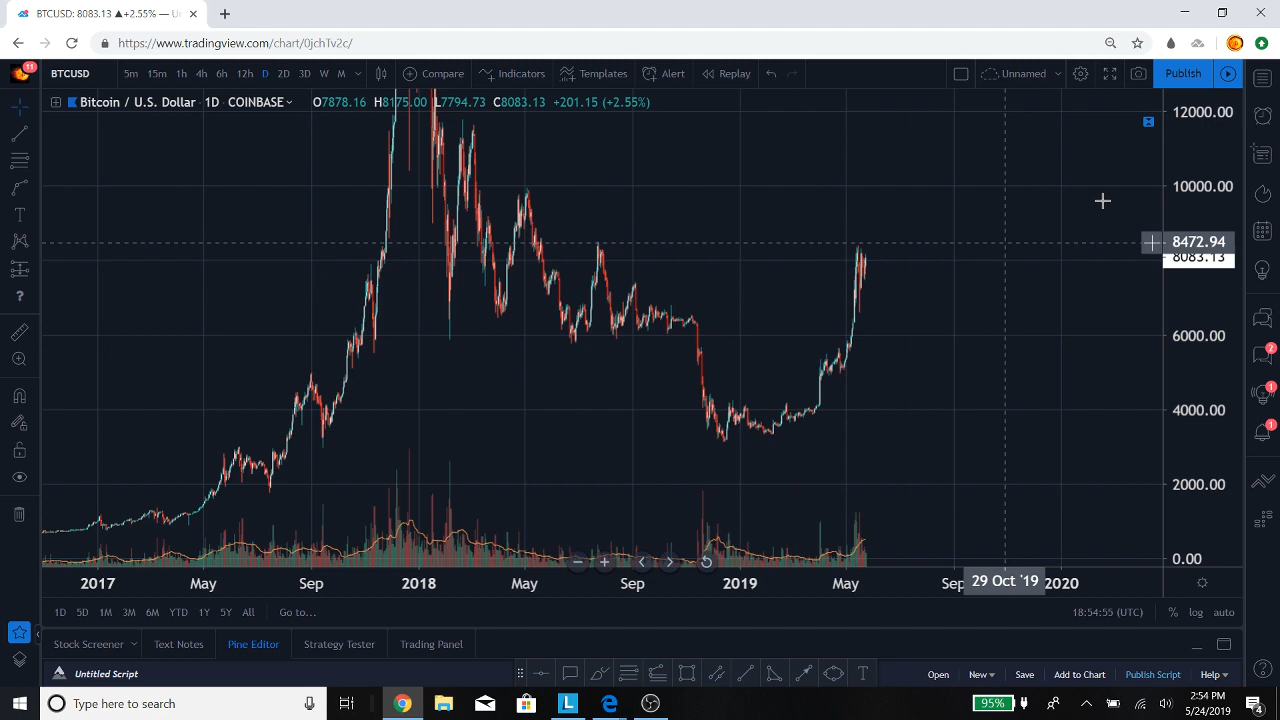 BTCUSD: 8083.13 ▲+2.55% — U
https://www.tradingview.com/chart/0jchTv2c/
11
BTCUSD 5m 15m 1h 4h 6h 12h D 2D 3D W M Compare Indicators Templates Alert Replay Unnamed Publish
Bitcoin / U.S. Dollar 1D COINBASE O7878.16 H8175.00 L7794.73 C8083.13 +201.15 (+2.55%)
12000.00
10000.00
8472.94
8083.13
6000.00
4000.00
2000.00
0.00
2
1
1
2017 May Sep 2018 May Sep 2019 May Sep 29 Oct '19 2020
1D 5D 1M 3M 6M YTD 1Y 5Y All Go to... 18:54:55 (UTC) % log auto
Stock Screener Text Notes Pine Editor Strategy Tester Trading Panel
Untitled Script T Open New Save Add to Chart Publish Script Help
Type here to search L 95% 2:54 PM
5/24/2019
4